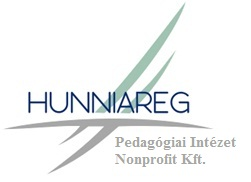 HUNNIAREG
Pedagógiai Intézet
Nonprofit Kft.